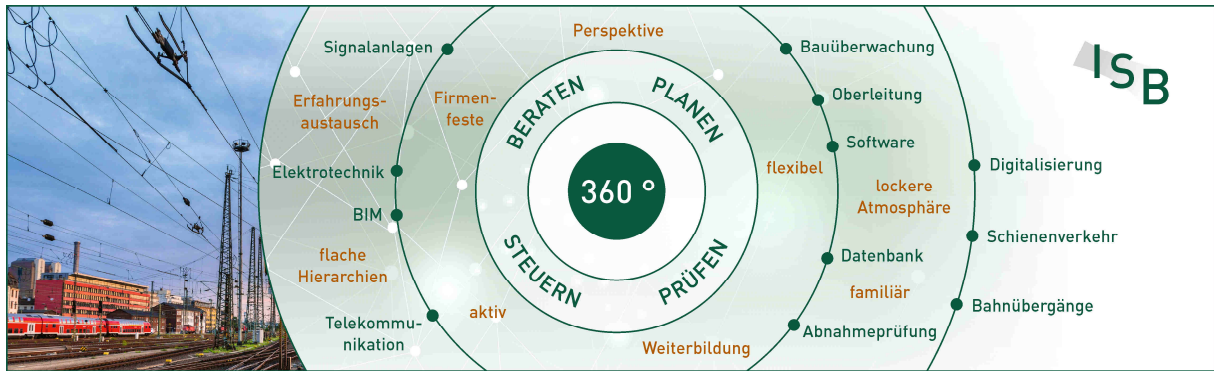 Perspektive
Signalanlagen
Bauüberwachung
Erfahrungs-
austausch
Firmen-
feste
BERATEN
PLANEN
Oberleitung
Software
flexibel
Elektrotechnik
BIM
360 °
lockere
Atmosphäre
Digitalisierung
Schienenverkehr
flache
Hierarchien
STEUERN
PRÜFEN
Datenbank
familiär
aktiv
Telekommu-
nikation
Weiterbildung
Abnahmeprüfung
Bahnübergänge
ISB